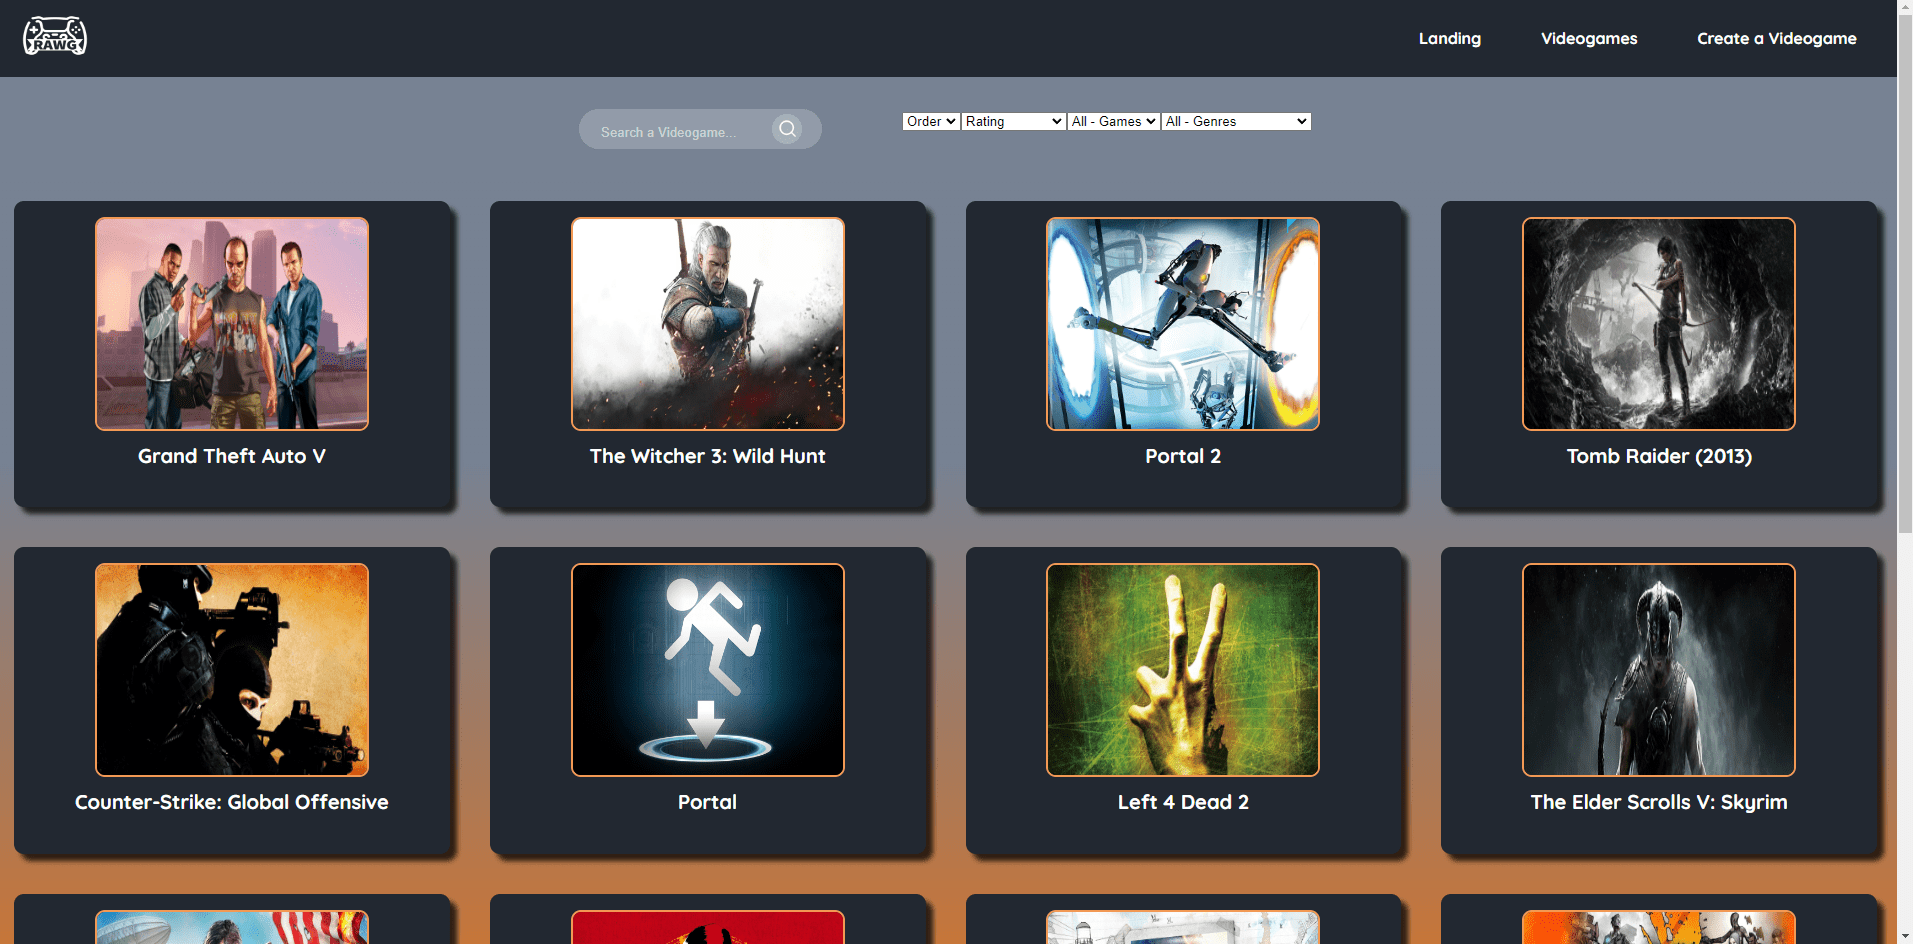 RAWG
Landing
Videogames
Create a Videogame
Search a Videogame...
Order
Rating
All - Games
All - Genres
Grand Theft Auto V
The Witcher 3: Wild Hunt
Portal 2
Tomb Raider (2013)
Counter-Strike: Global Offensive
Portal
Left 4 Dead 2
The Elder Scrolls V: Skyrim